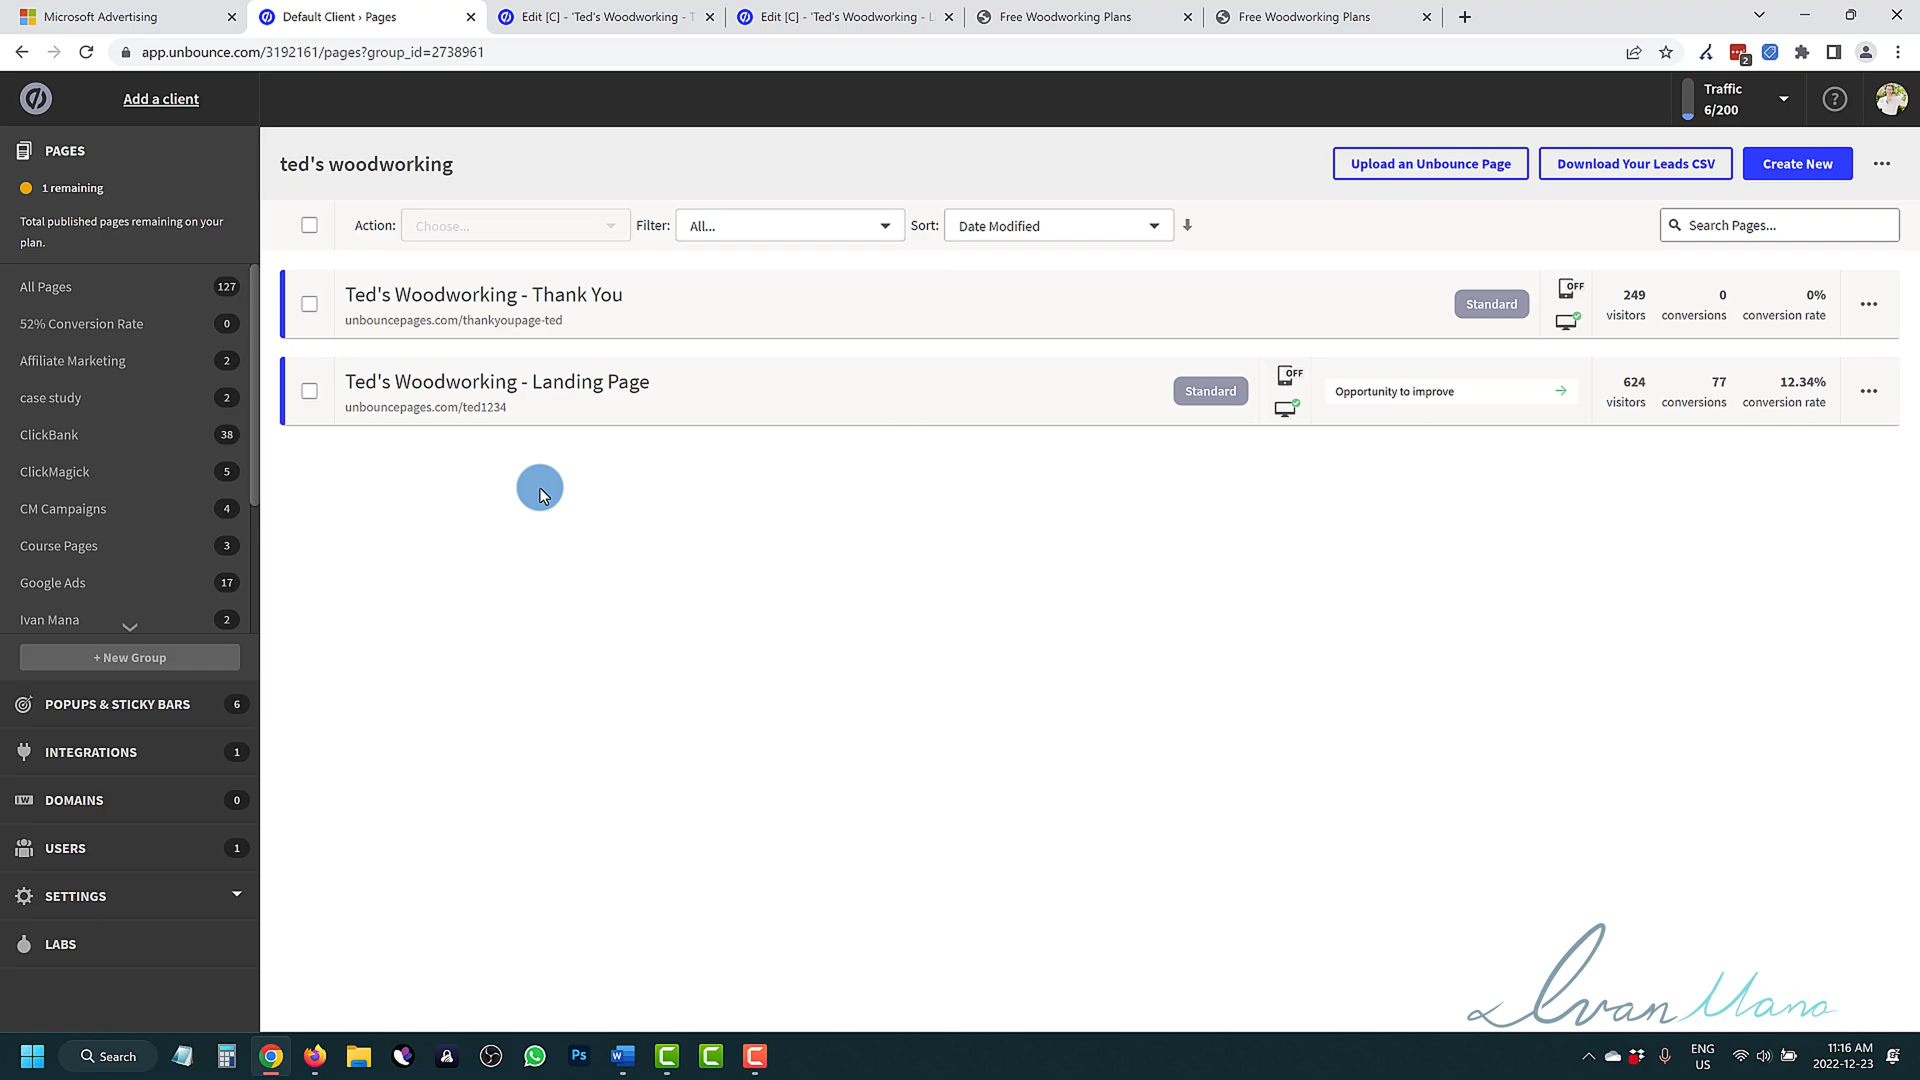 Microsoft Advertising
Default Client › Pages
Edit [C] - 'Ted's Woodworking - T
Edit [C] - 'Ted's Woodworking - L
Free Woodworking Plans
Free Woodworking Plans
app.unbounce.com/3192161/pages?group_id=2738961
2
Add a client
Traffic
6/200
?
PAGES
1 remaining
Total published pages remaining on your
plan.
ted's woodworking
Upload an Unbounce Page
Download Your Leads CSV
Create New
Action:
Choose...
Filter:
All...
Sort:
Date Modified
Search Pages...
All Pages 127
52% Conversion Rate 0
Affiliate Marketing 2
case study 2
ClickBank 38
ClickMagick 5
CM Campaigns 4
Course Pages 3
Google Ads 17
Ivan Mana 2
+ New Group
POPUPS & STICKY BARS 6
INTEGRATIONS 1
DOMAINS 0
USERS 1
SETTINGS
LABS
Ted's Woodworking - Thank You
unbouncepages.com/thankyoupage-ted
Standard
OFF
249 visitors
0 conversions
0% conversion rate
Ted's Woodworking - Landing Page
unbouncepages.com/ted1234
Standard
OFF
Opportunity to improve
624 visitors
77 conversions
12.34% conversion rate
Ivan Mana
Search
Ps
W
ENG
US
11:16 AM
2022-12-23